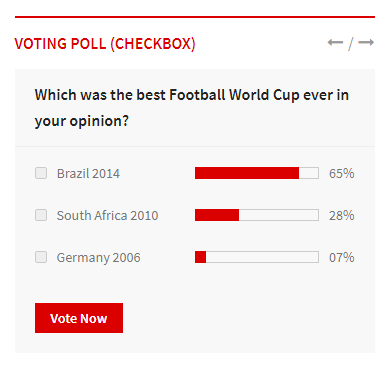 VOTING POLL (CHECKBOX)
← / →
Which was the best Football World Cup ever in
your opinion?
Brazil 2014 65%
South Africa 2010 28%
Germany 2006 07%
Vote Now